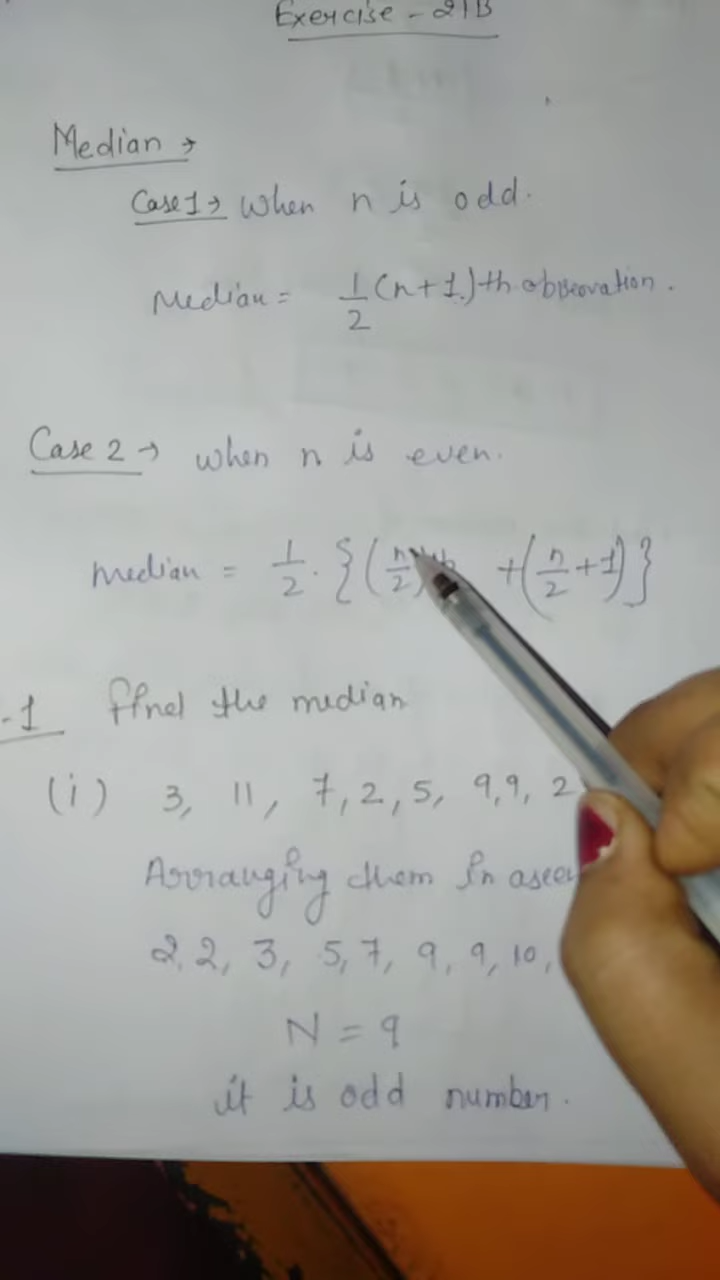 Exercise - 21B
Median →
Case 1 → When n is odd.
Median = 1/2 (n+1)th observation.
Case 2 → when n is even.
median = 1/2 . {(n/2)th + (n/2 + 1)}
-1 Find the median
(i) 3, 11, 7, 2, 5, 9, 9, 2
Arranging them in
2, 2, 3, 5, 7, 9, 9, 10,
N = 9
it is odd number.